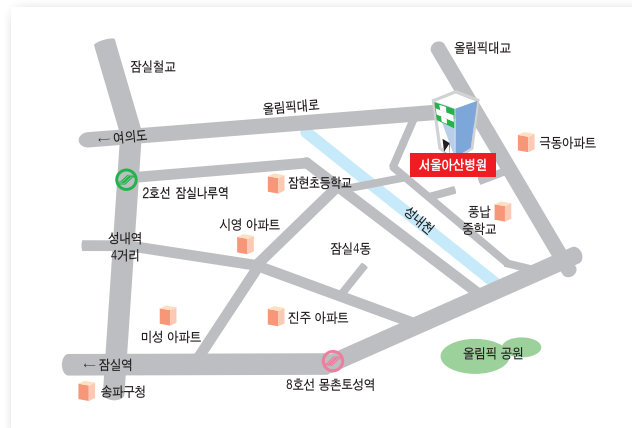 올림픽대교
잠실철교
올림픽대로
← 여의도
극동아파트
서울아산병원
잠현초등학교
2호선 잠실나루역
풍납
중학교
성내천
시영 아파트
성내역
4거리
잠실4동
진주 아파트
미성 아파트
올림픽 공원
← 잠실역
8호선 몽촌토성역
송파구청